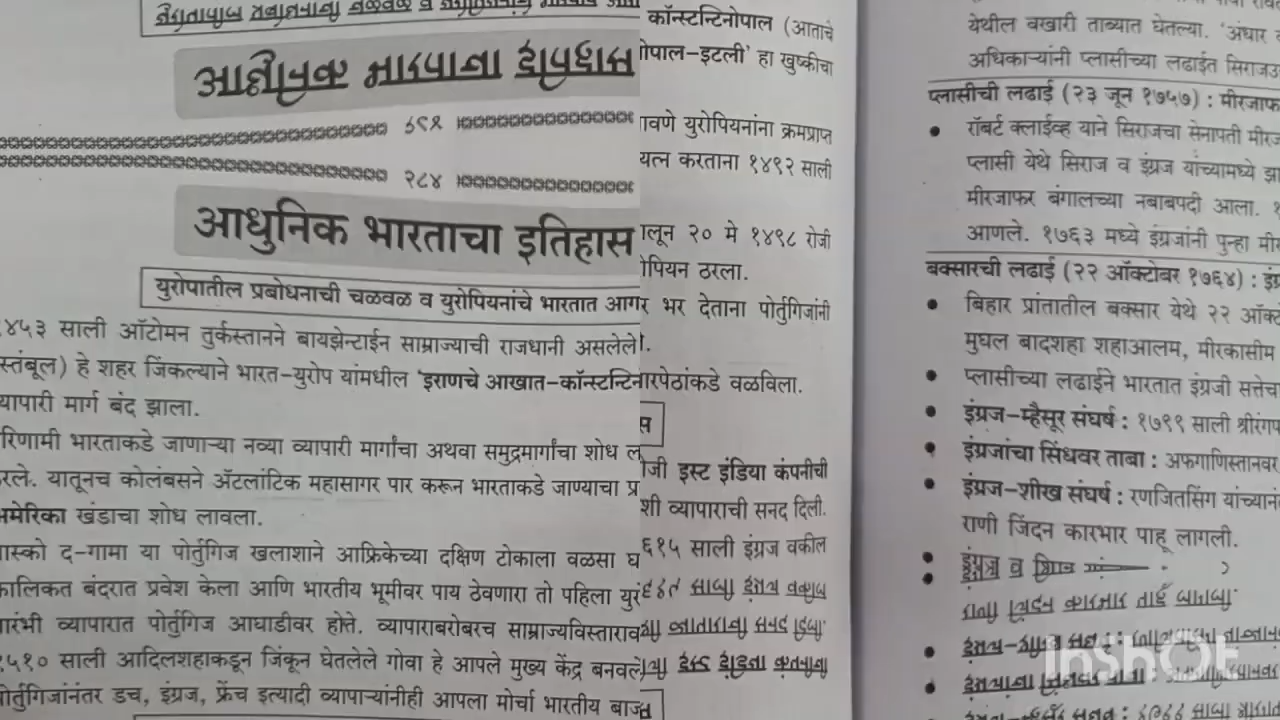 आधुनिक भारताचा इतिहास
२८४
आधुनिक भारताचा इतिहास
युरोपातील प्रबोधनाची चळवळ व युरोपियनांचे भारतात आग
४५३ साली ऑटोमन तुर्कस्तानने बायझेन्टाईन साम्राज्याची राजधानी असलेले
स्तंबूल) हे शहर जिंकल्याने भारत-युरोप यांमधील 'इराणचे आखात-कॉन्स्टन्टि
व्यापारी मार्ग बंद झाला.
रिणामी भारताकडे जाणाऱ्या नव्या व्यापारी मार्गांचा अथवा समुद्रमार्गांचा शोध ल
रले. यातूनच कोलंबसने अ‍ॅटलांटिक महासागर पार करून भारताकडे जाण्याचा प्र
अमेरिका खंडाचा शोध लावला.
ास्को द-गामा या पोर्तुगिज खलाशाने आफ्रिकेच्या दक्षिण टोकाला वळसा घ
कालिकत बंदरात प्रवेश केला आणि भारतीय भूमीवर पाय ठेवणारा तो पहिला युर
ारंभी व्यापारात पोर्तुगिज आघाडीवर होते. व्यापाराबरोबरच साम्राज्यविस्ताराव
५१० साली आदिलशहाकडून जिंकून घेतलेले गोवा हे आपले मुख्य केंद्र बनवले
पोर्तुगिजांनंतर डच, इंग्रज, फ्रेंच इत्यादी व्यापाऱ्यांनीही आपला मोर्चा भारतीय बाज
कॉन्स्टन्टिनोपाल (आताचे
ोपाल-इटली' हा खुष्कीचा
ावणे युरोपियनांना क्रमप्राप्त
यत्न करताना १४९२ साली
ालून २० मे १४९८ रोजी
ोपियन ठरला.
र भर देताना पोर्तुगिजांनी
ारपेठांकडे वळविला.
ोजी इस्ट इंडिया कंपनीची
शी व्यापाराची सनद दिली.
६१५ साली इंग्रज वकील
येथील वखारी ताब्यात घेतल्या. 'अंधार
अधिकाऱ्यांनी प्लासीच्या लढाईत सिराजउ
प्लासीची लढाई (२३ जून १७५७) : मीरजाफ
• रॉबर्ट क्लाईव्ह याने सिराजचा सेनापती मीरज
प्लासी येथे सिराज व इंग्रज यांच्यामध्ये झा
मीरजाफर बंगालच्या नबाबपदी आला.
आणले. १७६३ मध्ये इंग्रजांनी पुन्हा मीर
बक्सारची लढाई (२२ ऑक्टोबर १७६४) : इंग्र
• बिहार प्रांतातील बक्सार येथे २२ ऑक्ट
मुघल बादशहा शहाआलम, मीरकासीम
• प्लासीच्या लढाईने भारतात इंग्रजी सत्तेच
• इंग्रज-म्हैसूर संघर्ष : १७९९ साली श्रीरंगप
• इंग्रजांचा सिंधवर ताबा : अफगाणिस्तानवर
• इंग्रज-शीख संघर्ष : रणजितसिंग यांच्यानं
राणी जिंदन कारभार पाहू लागली.
InShOt